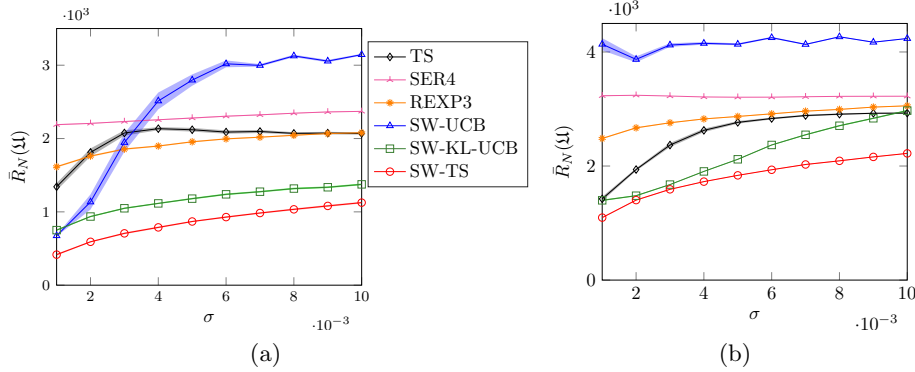 ·10³
3
2
1
0
R̄_N(𝔘)
2 4 6 8 10
σ
·10⁻³
(a)
TS
SER4
REXP3
SW-UCB
SW-KL-UCB
SW-TS
·10³
4
2
0
R̄_N(𝔘)
2 4 6 8 10
σ
·10⁻³
(b)